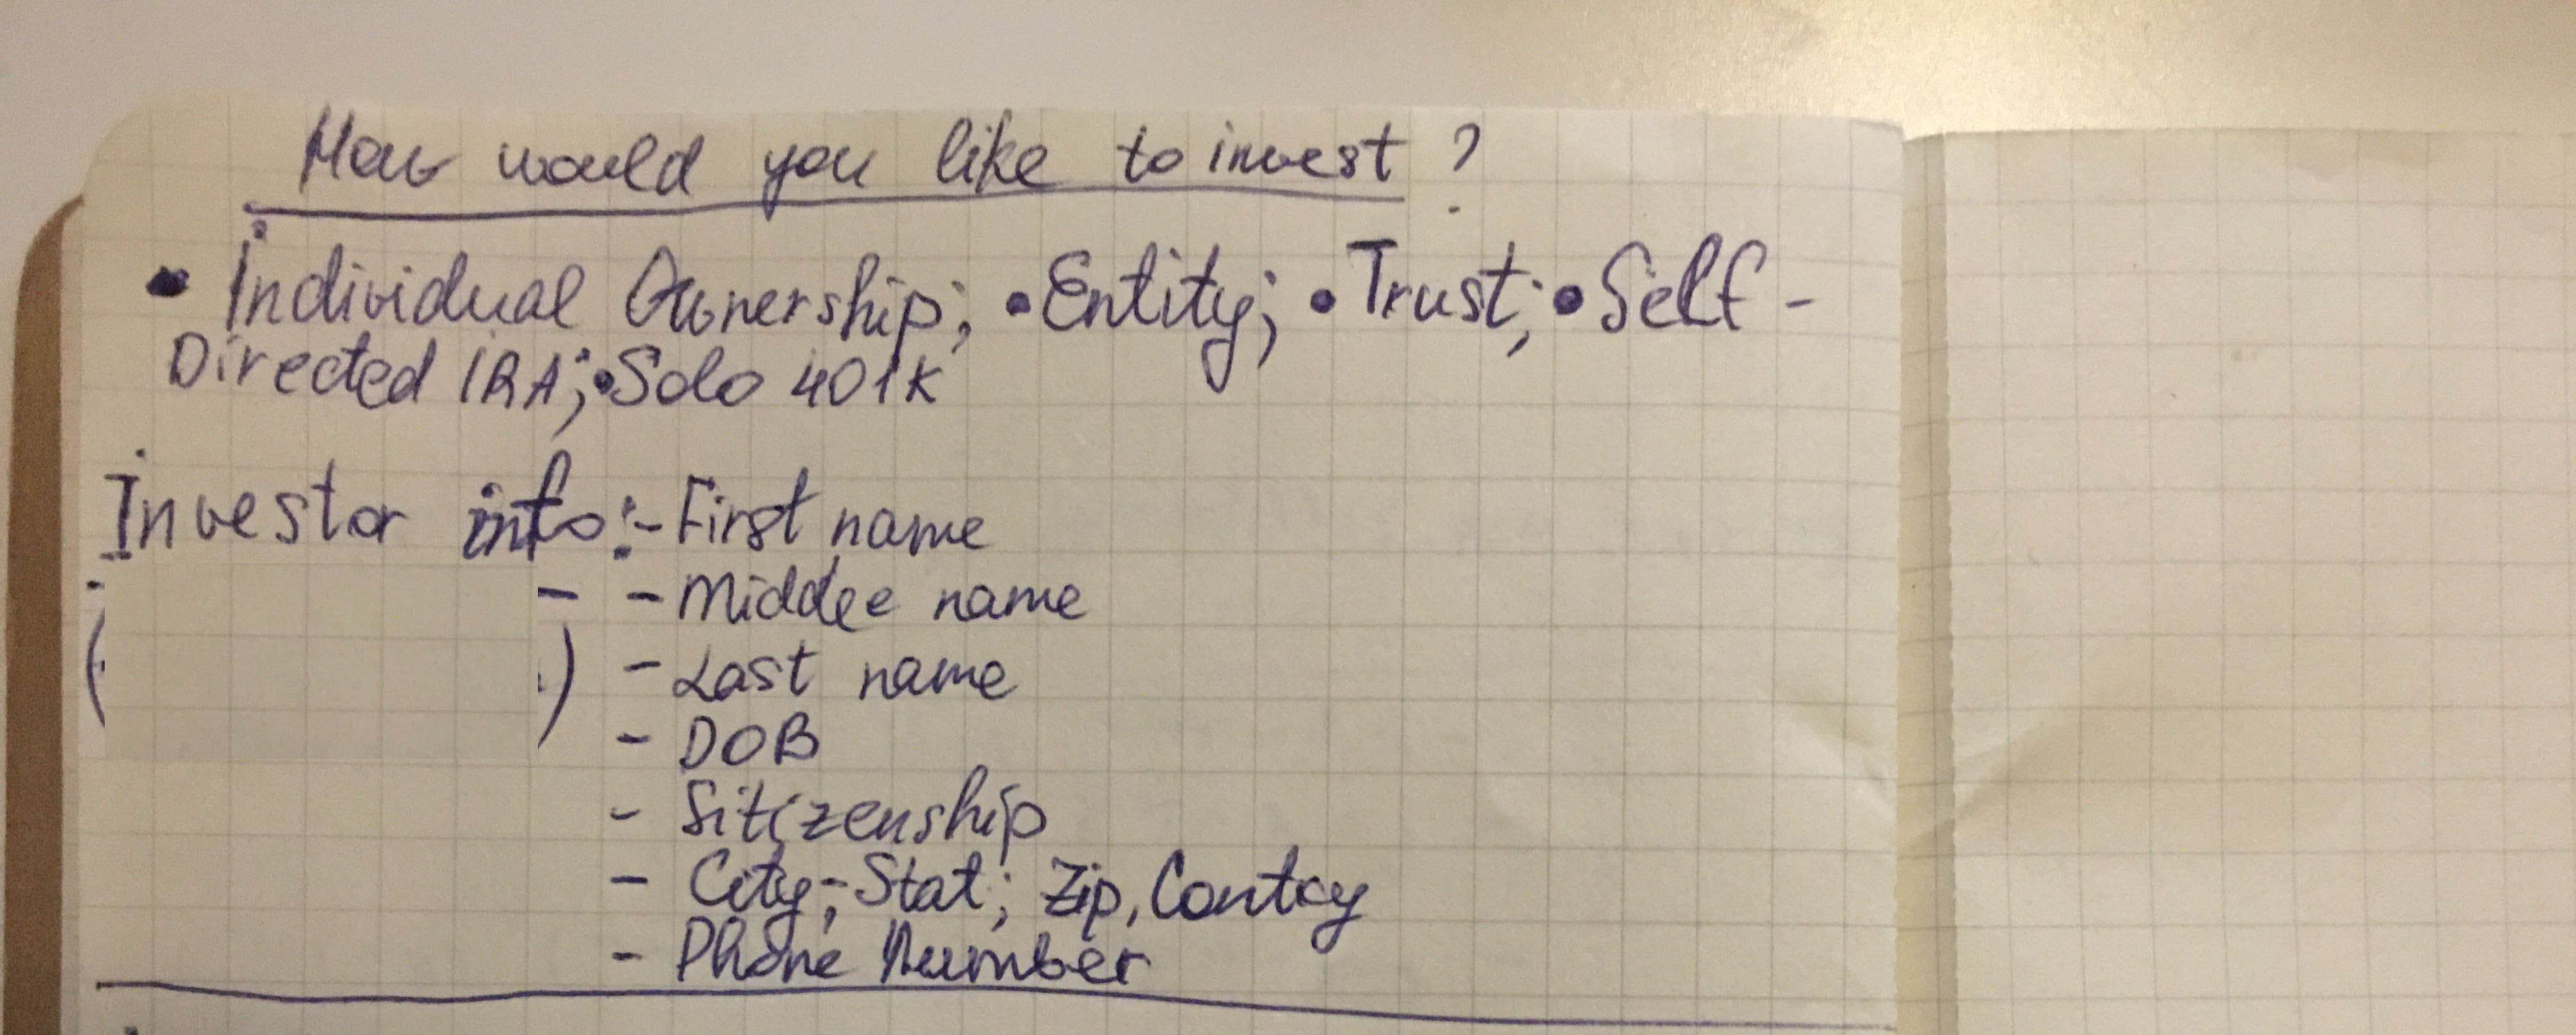 How would you like to invest?
• Individual Ownership; • Entity; • Trust; • Self-
Directed IRA; • Solo 401k
Investor info: - First name
- - Middle name
( ) - Last name
- DOB
- Sitizenship
- City; Stat; Zip, Contry
- Phone Number